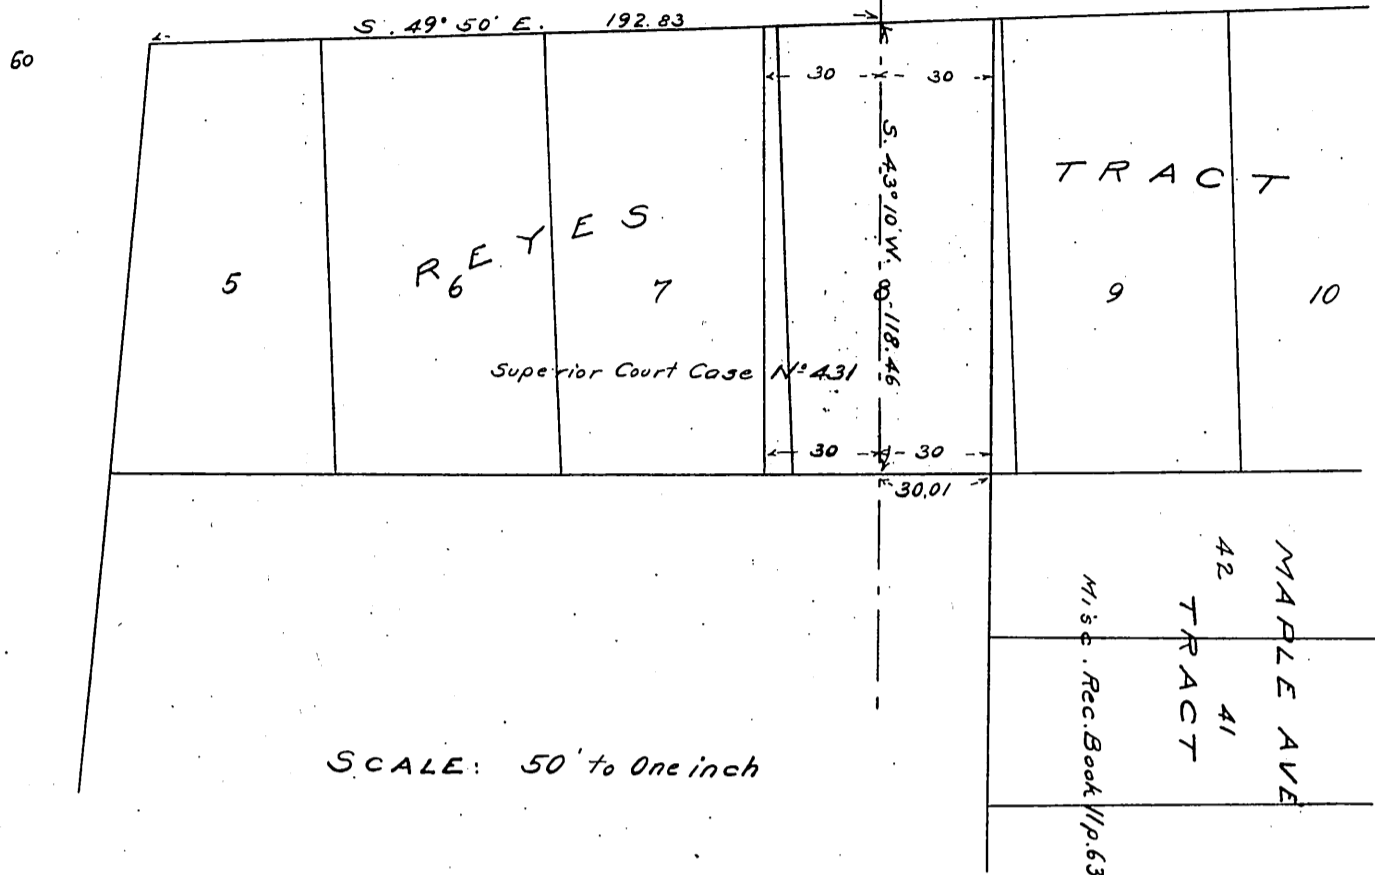 S. 49° 50' E. 192.83
60
30 30
S. 43° 10' W. 118.46
REYES
TRACT
5
6
7
8
9
10
Superior Court Case Nº 431
30 30
30.01
MAPLE AVE
TRACT
42
41
Misc. Rec. Book 11 p. 63
SCALE: 50' to One inch